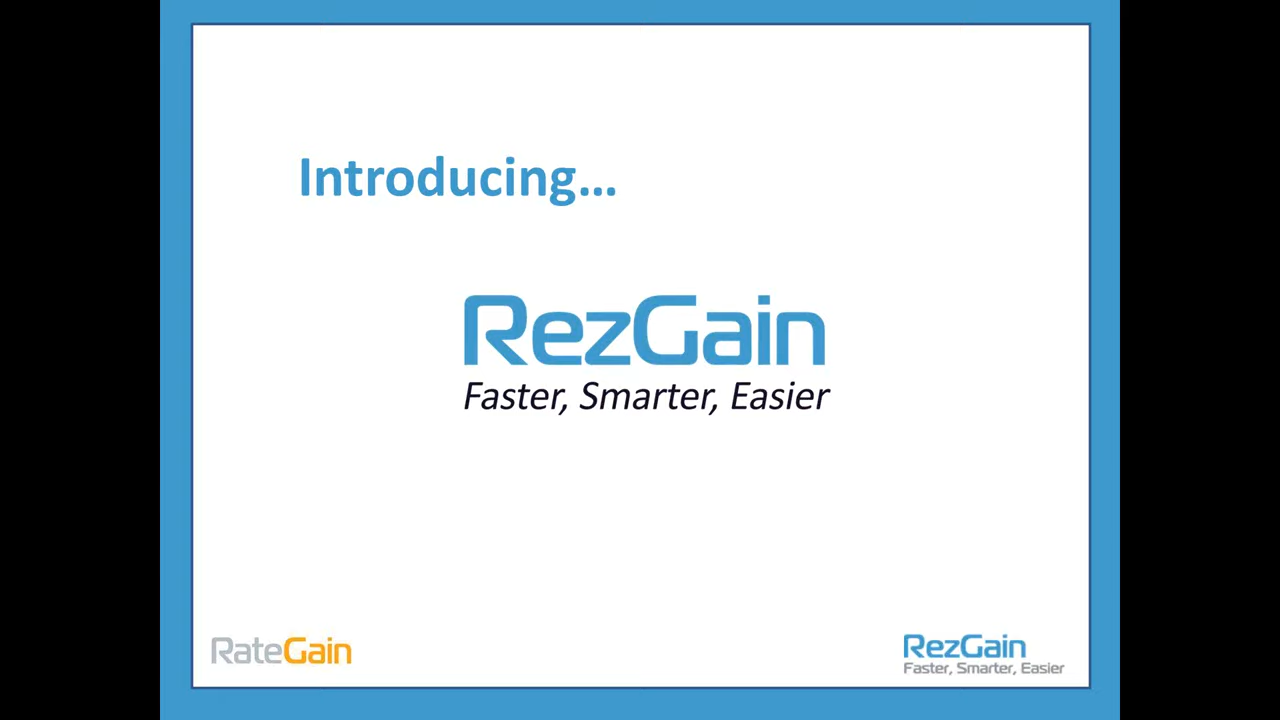 Introducing...
RezGain
Faster, Smarter, Easier
RateGain
RezGain
Faster, Smarter, Easier